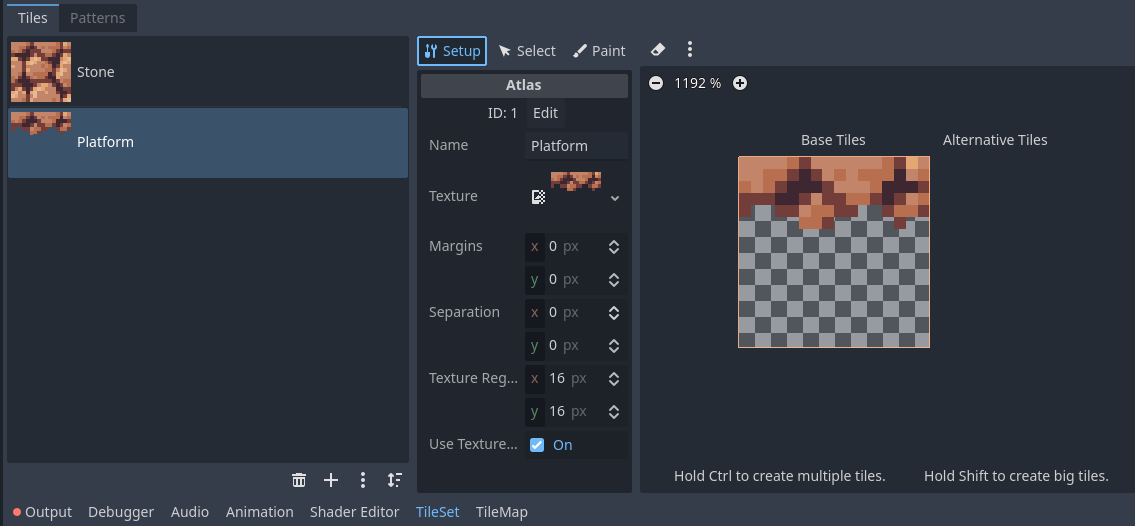 Tiles Patterns
Stone
Platform
Setup Select Paint
Atlas
ID: 1 Edit
Name Platform
Texture
Margins x 0 px
y 0 px
Separation x 0 px
y 0 px
Texture Reg... x 16 px
y 16 px
Use Texture... On
1192 %
Base Tiles Alternative Tiles
Hold Ctrl to create multiple tiles. Hold Shift to create big tiles.
Output Debugger Audio Animation Shader Editor TileSet TileMap